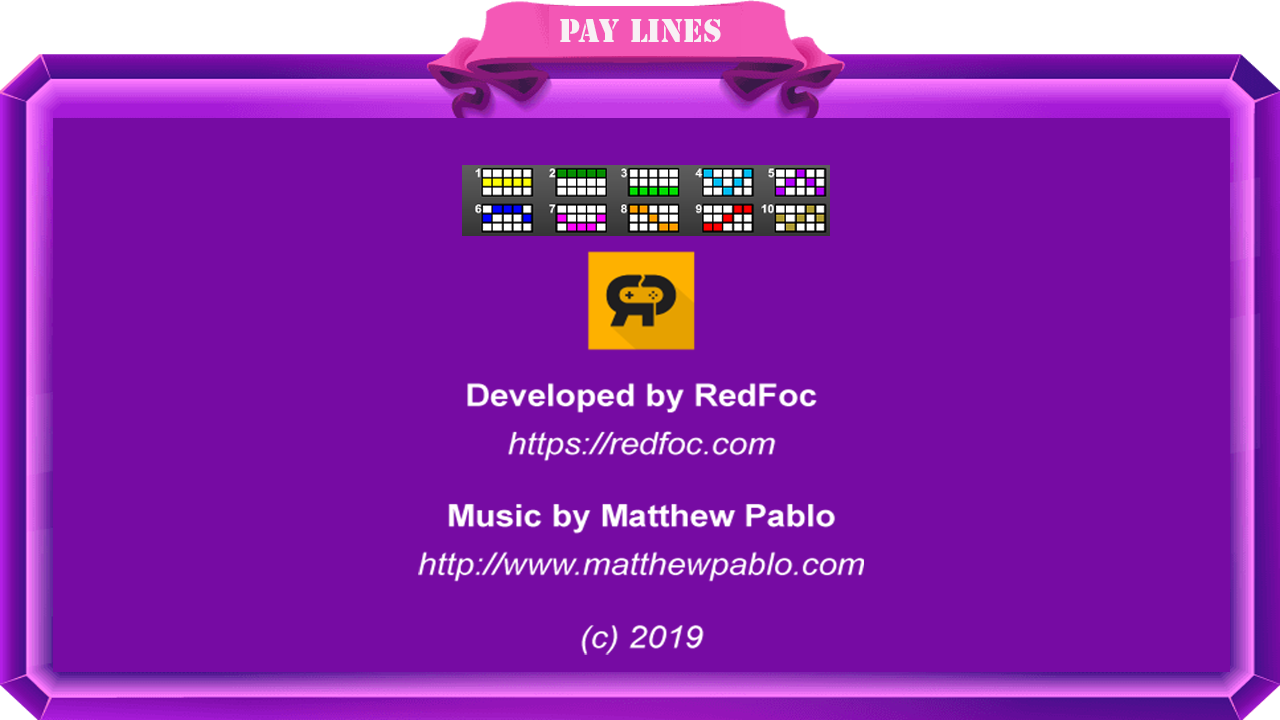 PAY LINES
1 2 3 4 5
6 7 8 9 10
Developed by RedFoc
https://redfoc.com
Music by Matthew Pablo
http://www.matthewpablo.com
(c) 2019